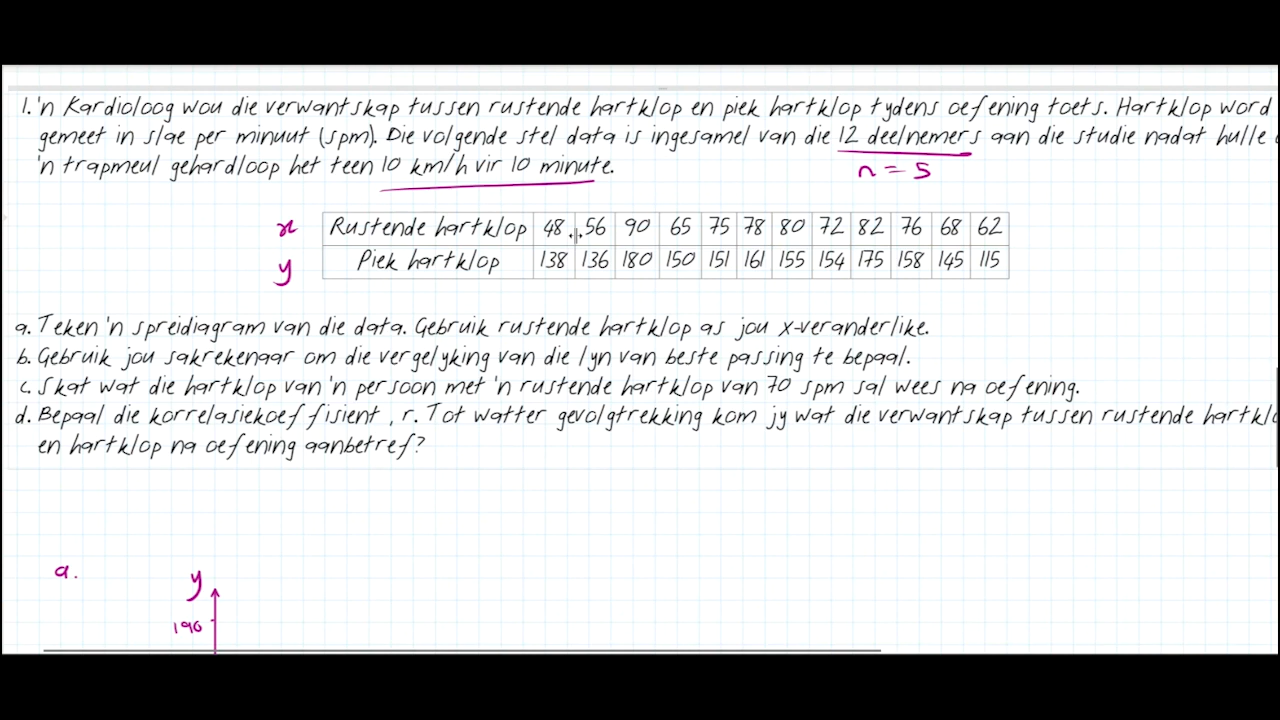 1. 'n Kardioloog wou die verwantskap tussen rustende hartklop en piek hartklop tydens oefening toets. Hartklop word
gemeet in slae per minuut (spm). Die volgende stel data is ingesamel van die 12 deelnemers aan die studie nadat hulle
'n trapmeul gehardloop het teen 10 km/h vir 10 minute.
n = 5
x Rustende hartklop 48 56 90 65 75 78 80 72 82 76 68 62
y Piek hartklop 138 136 180 150 151 161 155 154 175 158 145 115
a. Teken 'n spreidiagram van die data. Gebruik rustende hartklop as jou x-veranderlike.
b. Gebruik jou sakrekenaar om die vergelyking van die lyn van beste passing te bepaal.
c. Skat wat die hartklop van 'n persoon met 'n rustende hartklop van 70 spm sal wees na oefening.
d. Bepaal die korrelasiekoeffisient, r. Tot watter gevolgtrekking kom jy wat die verwantskap tussen rustende
en hartklop na oefening aanbetref?
a.
y
190